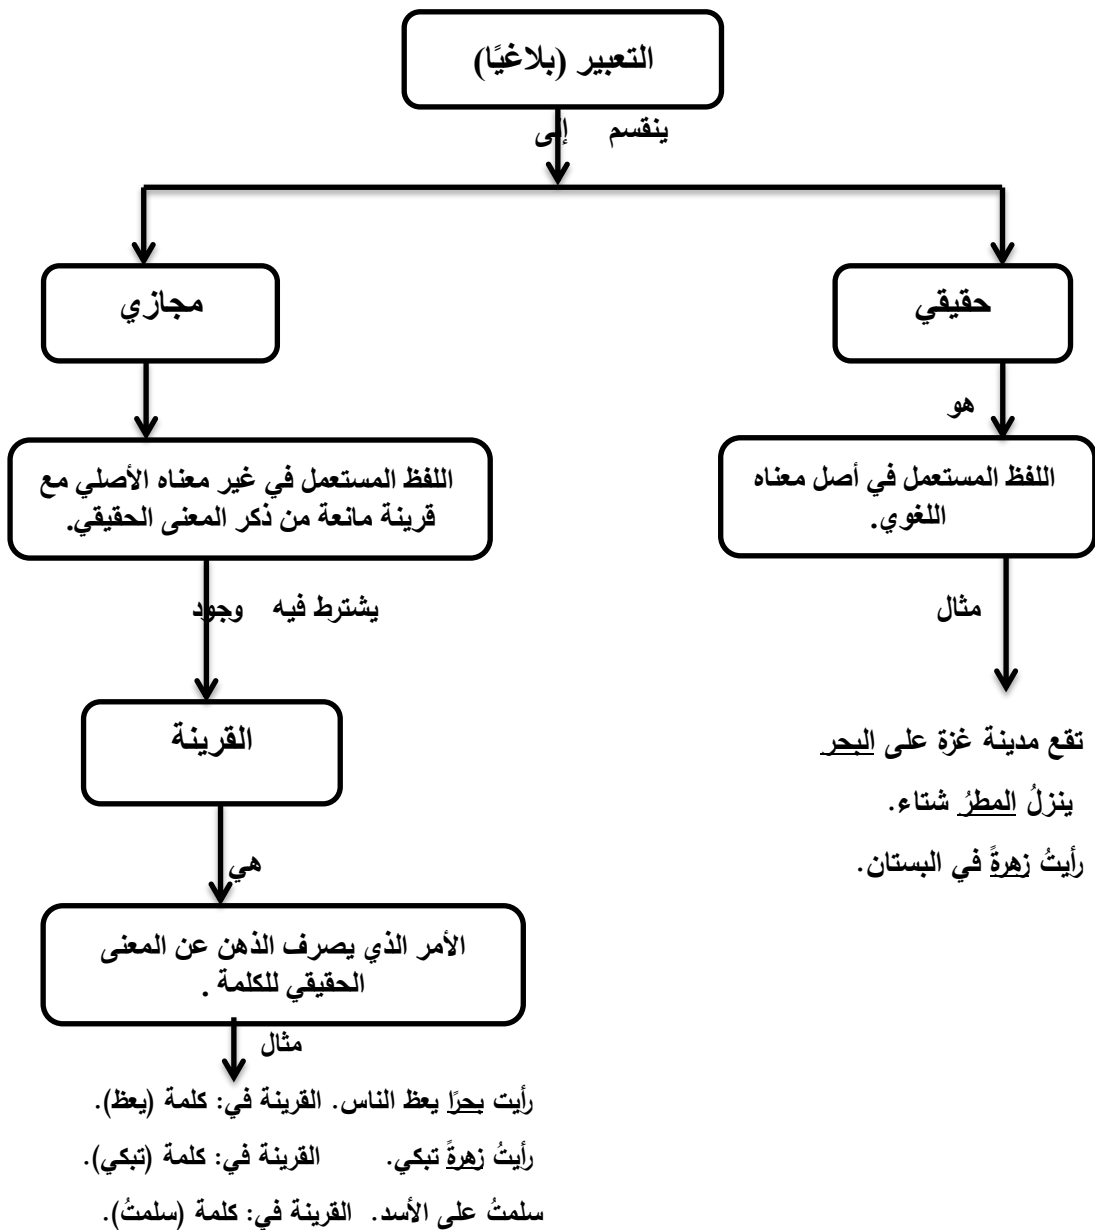 التعبير (بلاغيًا)
ينقسم إلى
حقيقي
مجازي
هو
اللفظ المستعمل في أصل معناه
اللغوي.
مثال
تقع مدينة غزة على البحر
ينزلُ المطرُ شتاء.
رأيتُ زهرةً في البستان.
اللفظ المستعمل في غير معناه الأصلي مع
قرينة مانعة من ذكر المعنى الحقيقي.
يشترط فيه وجود
القرينة
هي
الأمر الذي يصرف الذهن عن المعنى
الحقيقي للكلمة .
مثال
رأيت بحرًا يعظ الناس. القرينة في: كلمة (يعظ).
رأيتُ زهرةً تبكي. القرينة في: كلمة (تبكي).
سلمتُ على الأسد. القرينة في: كلمة (سلمتُ).